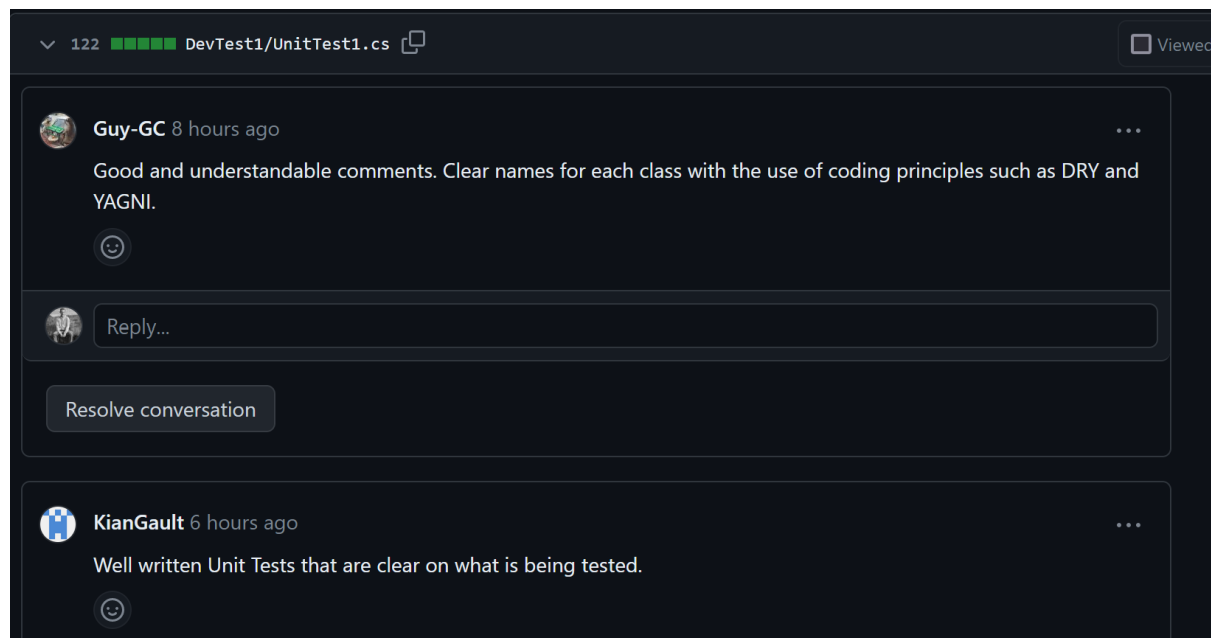 122 DevTest1/UnitTest1.cs
Viewed
Guy-GC 8 hours ago
Good and understandable comments. Clear names for each class with the use of coding principles such as DRY and
YAGNI.
Reply...
Resolve conversation
KianGault 6 hours ago
Well written Unit Tests that are clear on what is being tested.